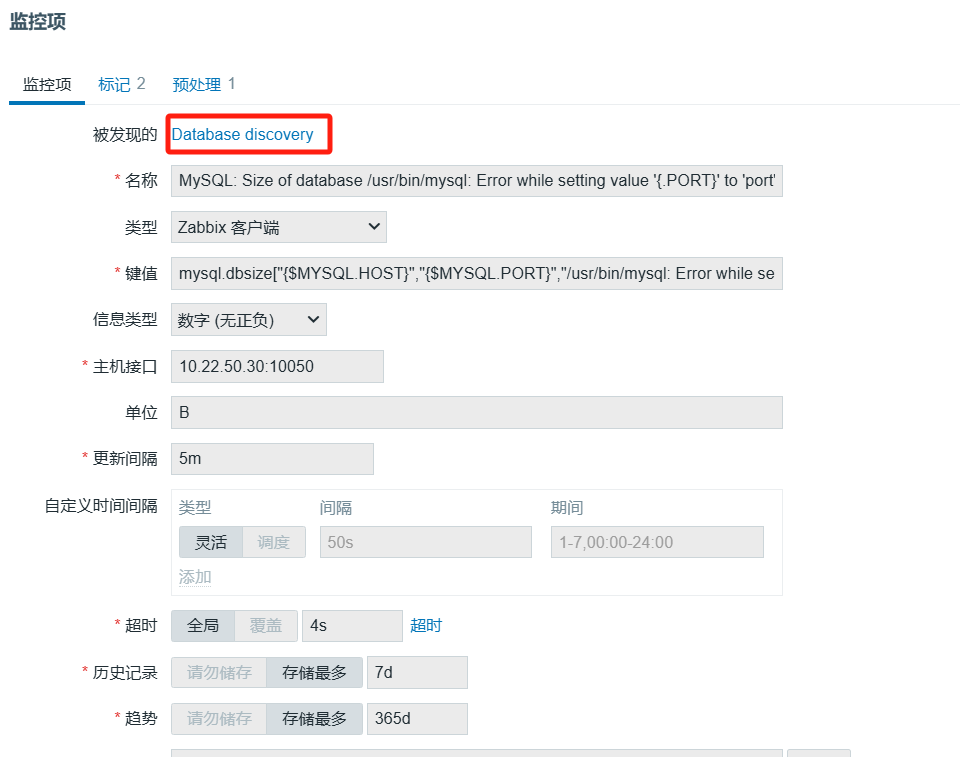 监控项
监控项 标记 2 预处理 1
被发现的 Database discovery
* 名称 MySQL: Size of database /usr/bin/mysql: Error while setting value '{.PORT}' to 'port'
类型 Zabbix 客户端
* 键值 mysql.dbsize["{$MYSQL.HOST}","{$MYSQL.PORT}","/usr/bin/mysql: Error while se
信息类型 数字 (无正负)
* 主机接口 10.22.50.30:10050
单位 B
* 更新间隔 5m
自定义时间间隔 类型 间隔 期间
灵活 调度 50s 1-7,00:00-24:00
添加
* 超时 全局 覆盖 4s 超时
* 历史记录 请勿储存 存储最多 7d
* 趋势 请勿储存 存储最多 365d